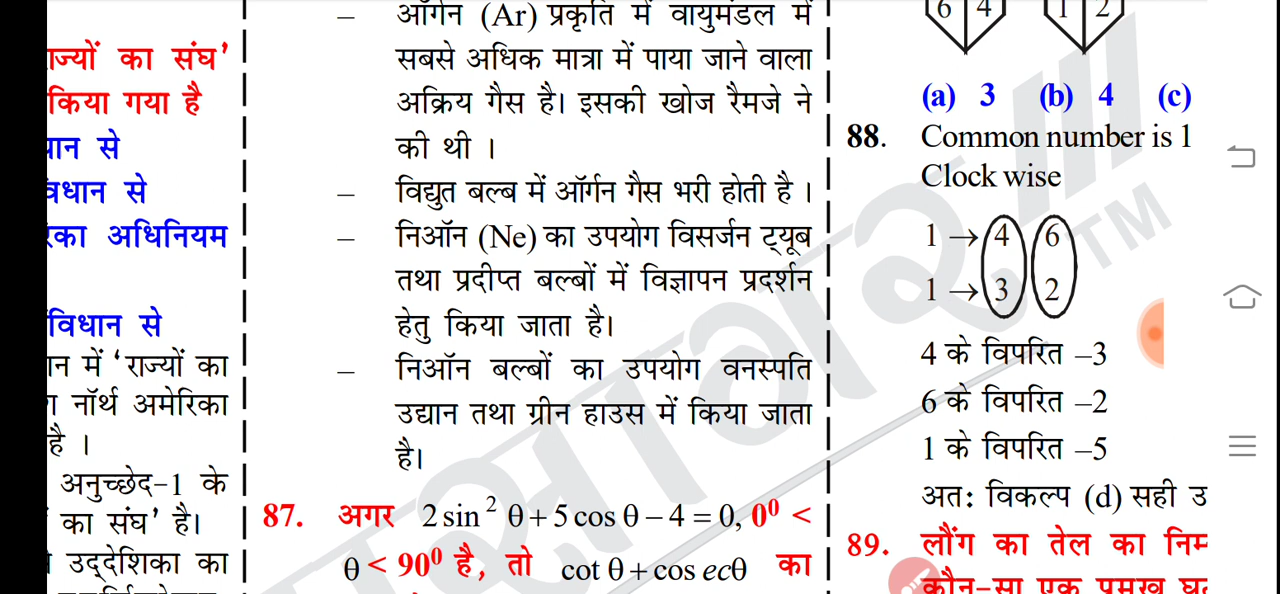 राज्यों का संघ'
किया गया है
विधान से
रिका अधिनियम
विधान से
में 'राज्यों का
नॉर्थ अमेरिका
है ।
अनुच्छेद-1 के
का संघ' है।
उद्देशिका का
– ऑर्गन (Ar) प्रकृति में वायुमंडल में
सबसे अधिक मात्रा में पाया जाने वाला
अक्रिय गैस है। इसकी खोज रैमजे ने
की थी ।
– विद्युत बल्ब में ऑर्गन गैस भरी होती है ।
– निऑन (Ne) का उपयोग विसर्जन ट्यूब
तथा प्रदीप्त बल्बों में विज्ञापन प्रदर्शन
हेतु किया जाता है।
– निऑन बल्बों का उपयोग वनस्पति
उद्यान तथा ग्रीन हाउस में किया जाता
है।
87. अगर 2 sin² θ + 5 cos θ – 4 = 0, 0⁰ <
θ < 90⁰ है, तो cot θ + cos ecθ का
6 4 1 2
(a) 3 (b) 4 (c)
88. Common number is 1
Clock wise
1 → 4 6
1 → 3 2
4 के विपरित –3
6 के विपरित –2
1 के विपरित –5
अतः विकल्प (d) सही
89. लौंग का तेल का
कौन-सा एक प्रमुख
TM